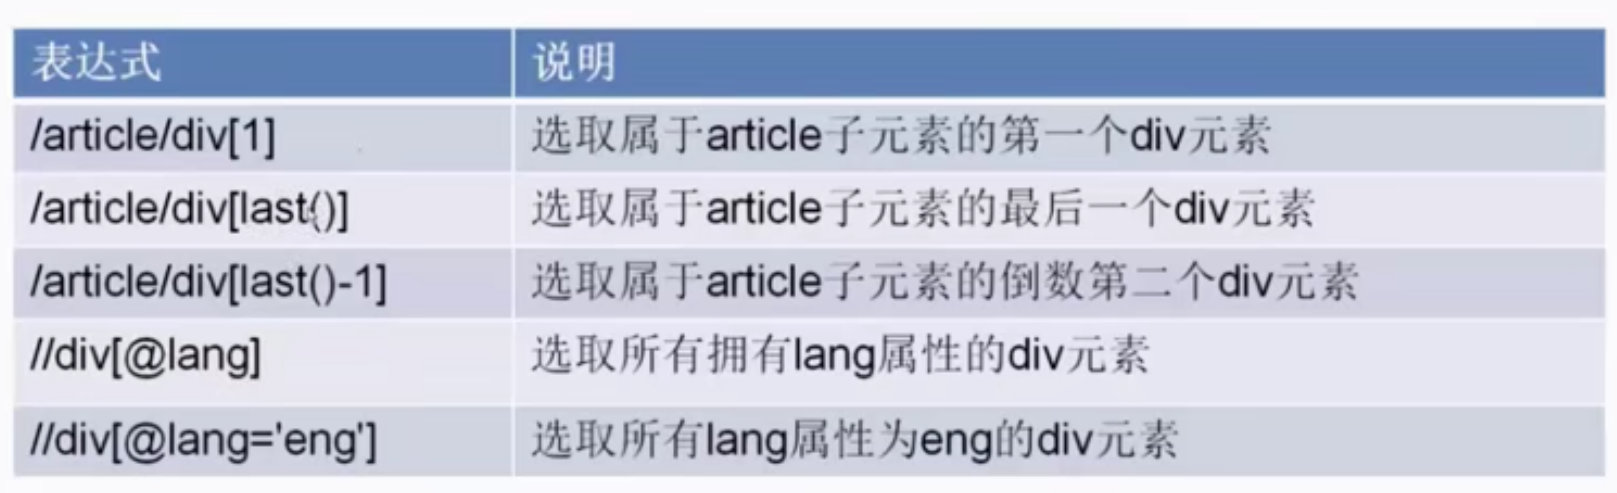 表达式 说明
/article/div[1] 选取属于article子元素的第一个div元素
/article/div[last()] 选取属于article子元素的最后一个div元素
/article/div[last()-1] 选取属于article子元素的倒数第二个div元素
//div[@lang] 选取所有拥有lang属性的div元素
//div[@lang='eng'] 选取所有lang属性为eng的div元素